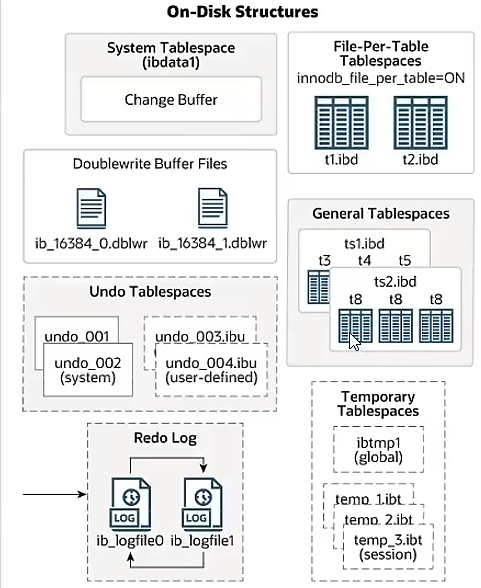 On-Disk Structures
System Tablespace
(ibdata1)
Change Buffer
File-Per-Table
Tablespaces
innodb_file_per_table=ON
t1.ibd
t2.ibd
Doublewrite Buffer Files
ib_16384_0.dblwr
ib_16384_1.dblwr
General Tablespaces
ts1.ibd
t3
t4
t5
ts2.ibd
t8
t8
t8
Undo Tablespaces
undo_001
undo_002
(system)
undo_003.ibu
undo_004.ibu
(user-defined)
Temporary
Tablespaces
ibtmp1
(global)
temp_1.ibt
temp_2.ibt
temp_3.ibt
(session)
Redo Log
LOG
LOG
ib_logfile0
ib_logfile1